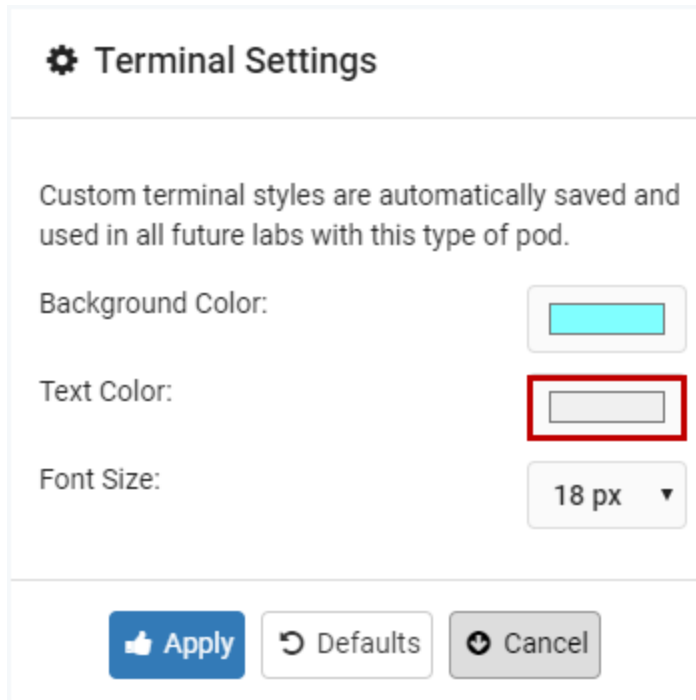 Terminal Settings
Custom terminal styles are automatically saved and
used in all future labs with this type of pod.
Background Color:
Text Color:
Font Size:
18 px
Apply
Defaults
Cancel